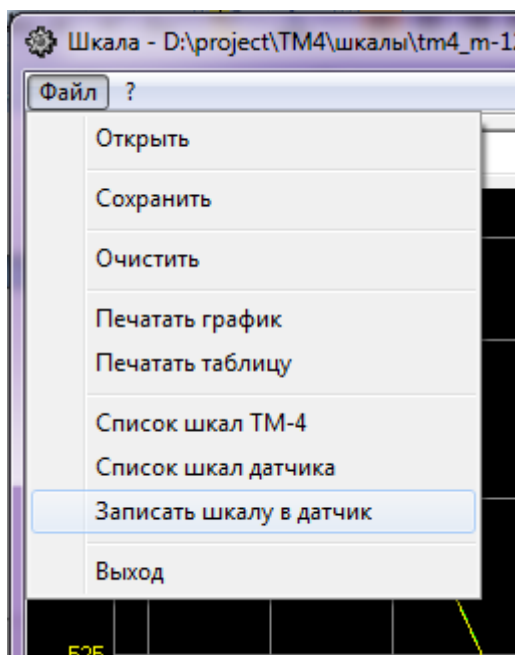 Шкала - D:\project\TM4\шкалы\tm4_m-12
Файл ?
Открыть
Сохранить
Очистить
Печатать график
Печатать таблицу
Список шкал ТМ-4
Список шкал датчика
Записать шкалу в датчик
Выход